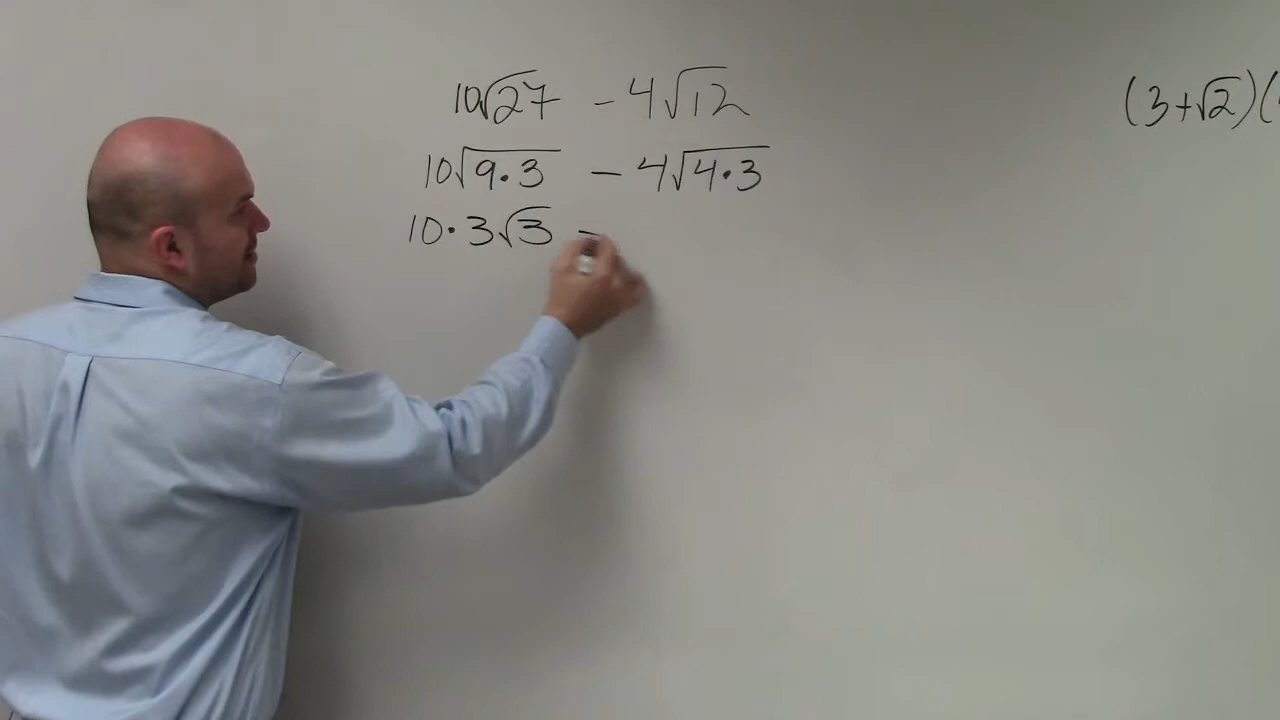 10√27 - 4√12
10√9·3 - 4√4·3
10·3√3 -
(3+√2)(